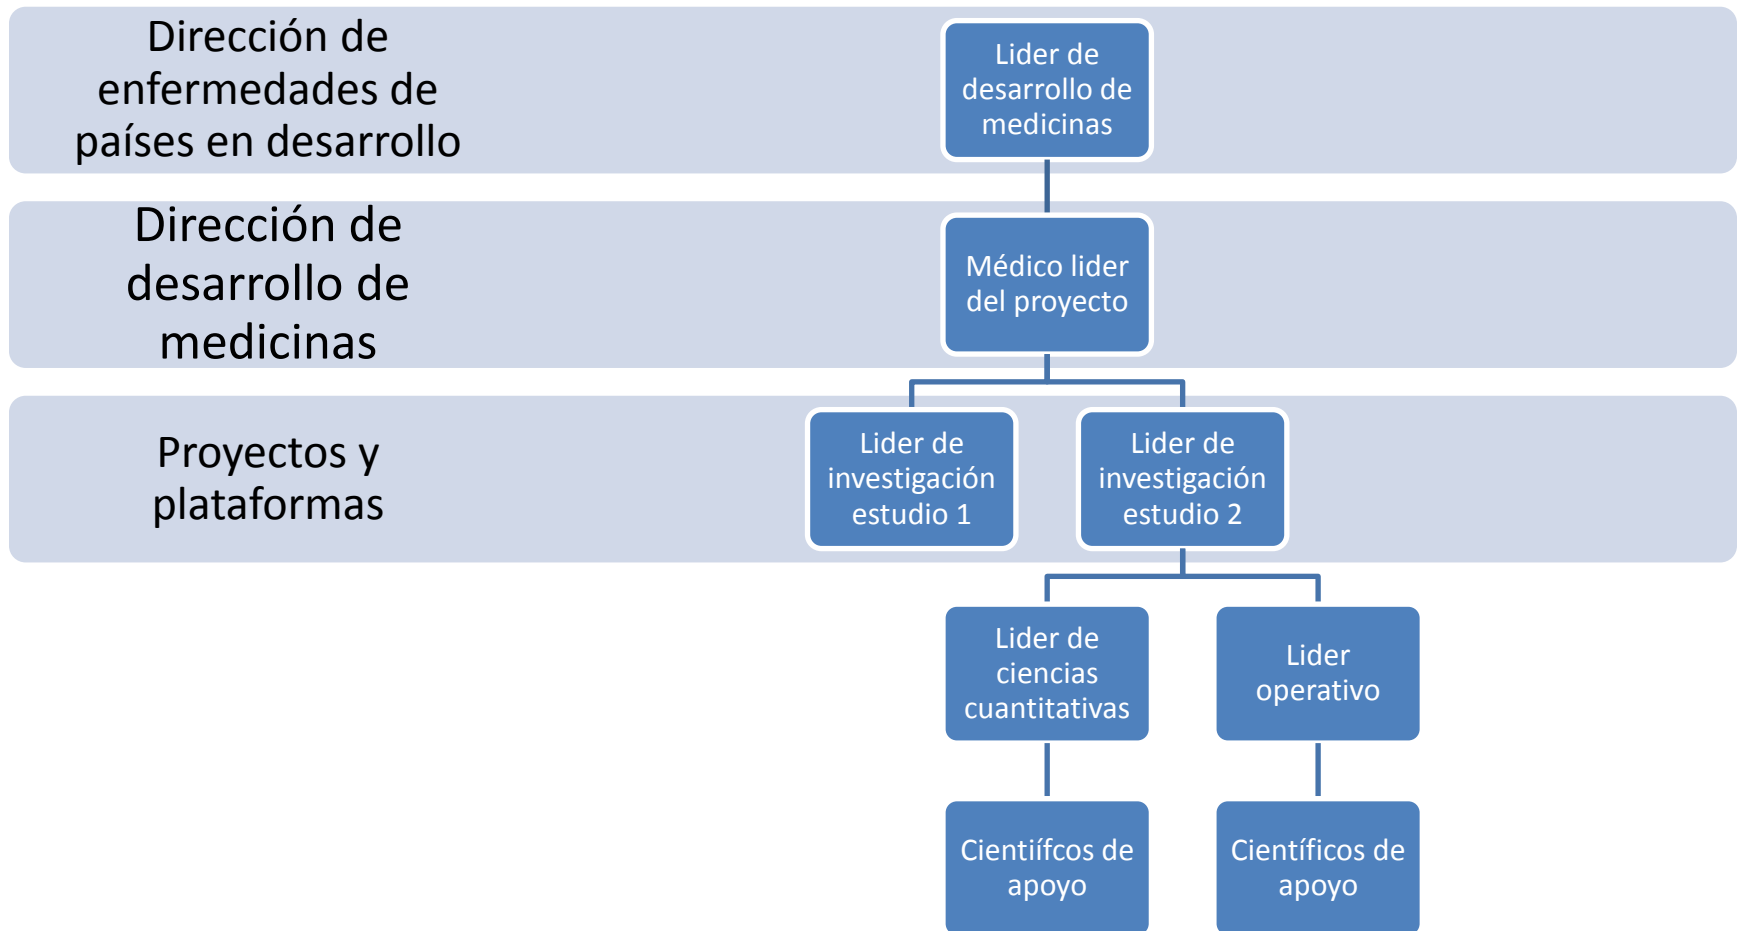 Dirección de
enfermedades de
países en desarrollo
Lider de
desarrollo de
medicinas
Dirección de
desarrollo de
medicinas
Médico lider
del proyecto
Proyectos y
plataformas
Lider de
investigación
estudio 1
Lider de
investigación
estudio 2
Lider de
ciencias
cuantitativas
Lider
operativo
Cientiífcos de
apoyo
Científicos de
apoyo